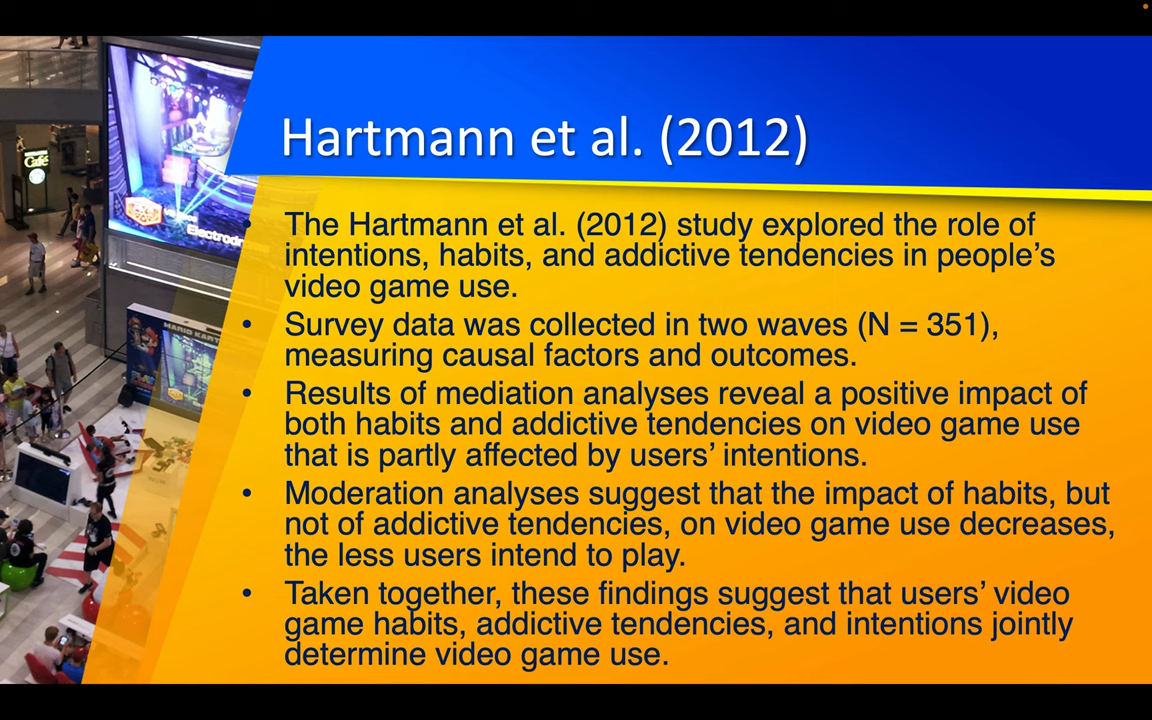 Hartmann et al. (2012)
• The Hartmann et al. (2012) study explored the role of
intentions, habits, and addictive tendencies in people’s
video game use.
• Survey data was collected in two waves (N = 351),
measuring causal factors and outcomes.
• Results of mediation analyses reveal a positive impact of
both habits and addictive tendencies on video game use
that is partly affected by users’ intentions.
• Moderation analyses suggest that the impact of habits, but
not of addictive tendencies, on video game use decreases,
the less users intend to play.
• Taken together, these findings suggest that users’ video
game habits, addictive tendencies, and intentions jointly
determine video game use.
Café
MARIO KART